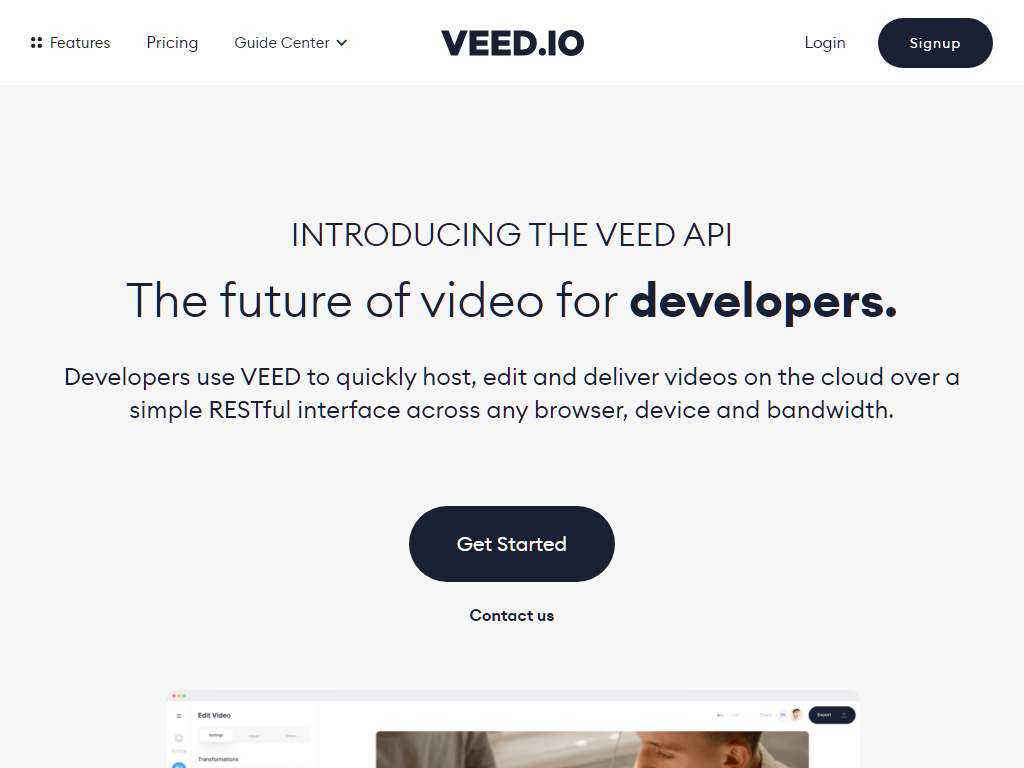 Features
Pricing
Guide Center
VEED.IO
Login
Signup
INTRODUCING THE VEED API
The future of video for developers.
Developers use VEED to quickly host, edit and deliver videos on the cloud over a
simple RESTful interface across any browser, device and bandwidth.
Get Started
Contact us
Edit Video
Export
Settings
Transformations